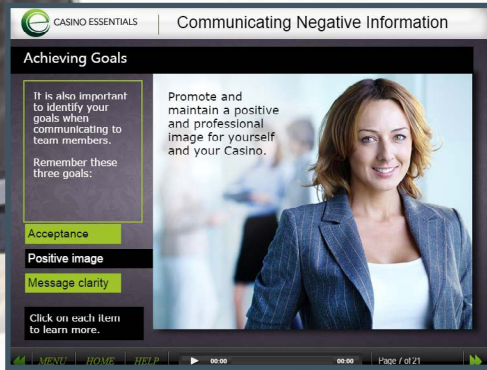 CASINO ESSENTIALS
Communicating Negative Information
Achieving Goals
It is also important
to identify your
goals when
communicating to
team members.
Remember these
three goals:
Acceptance
Positive image
Message clarity
Click on each item
to learn more.
Promote and
maintain a positive
and professional
image for yourself
and your Casino.
MENU | HOME | HELP
00:00
00:00
Page 7 of 21